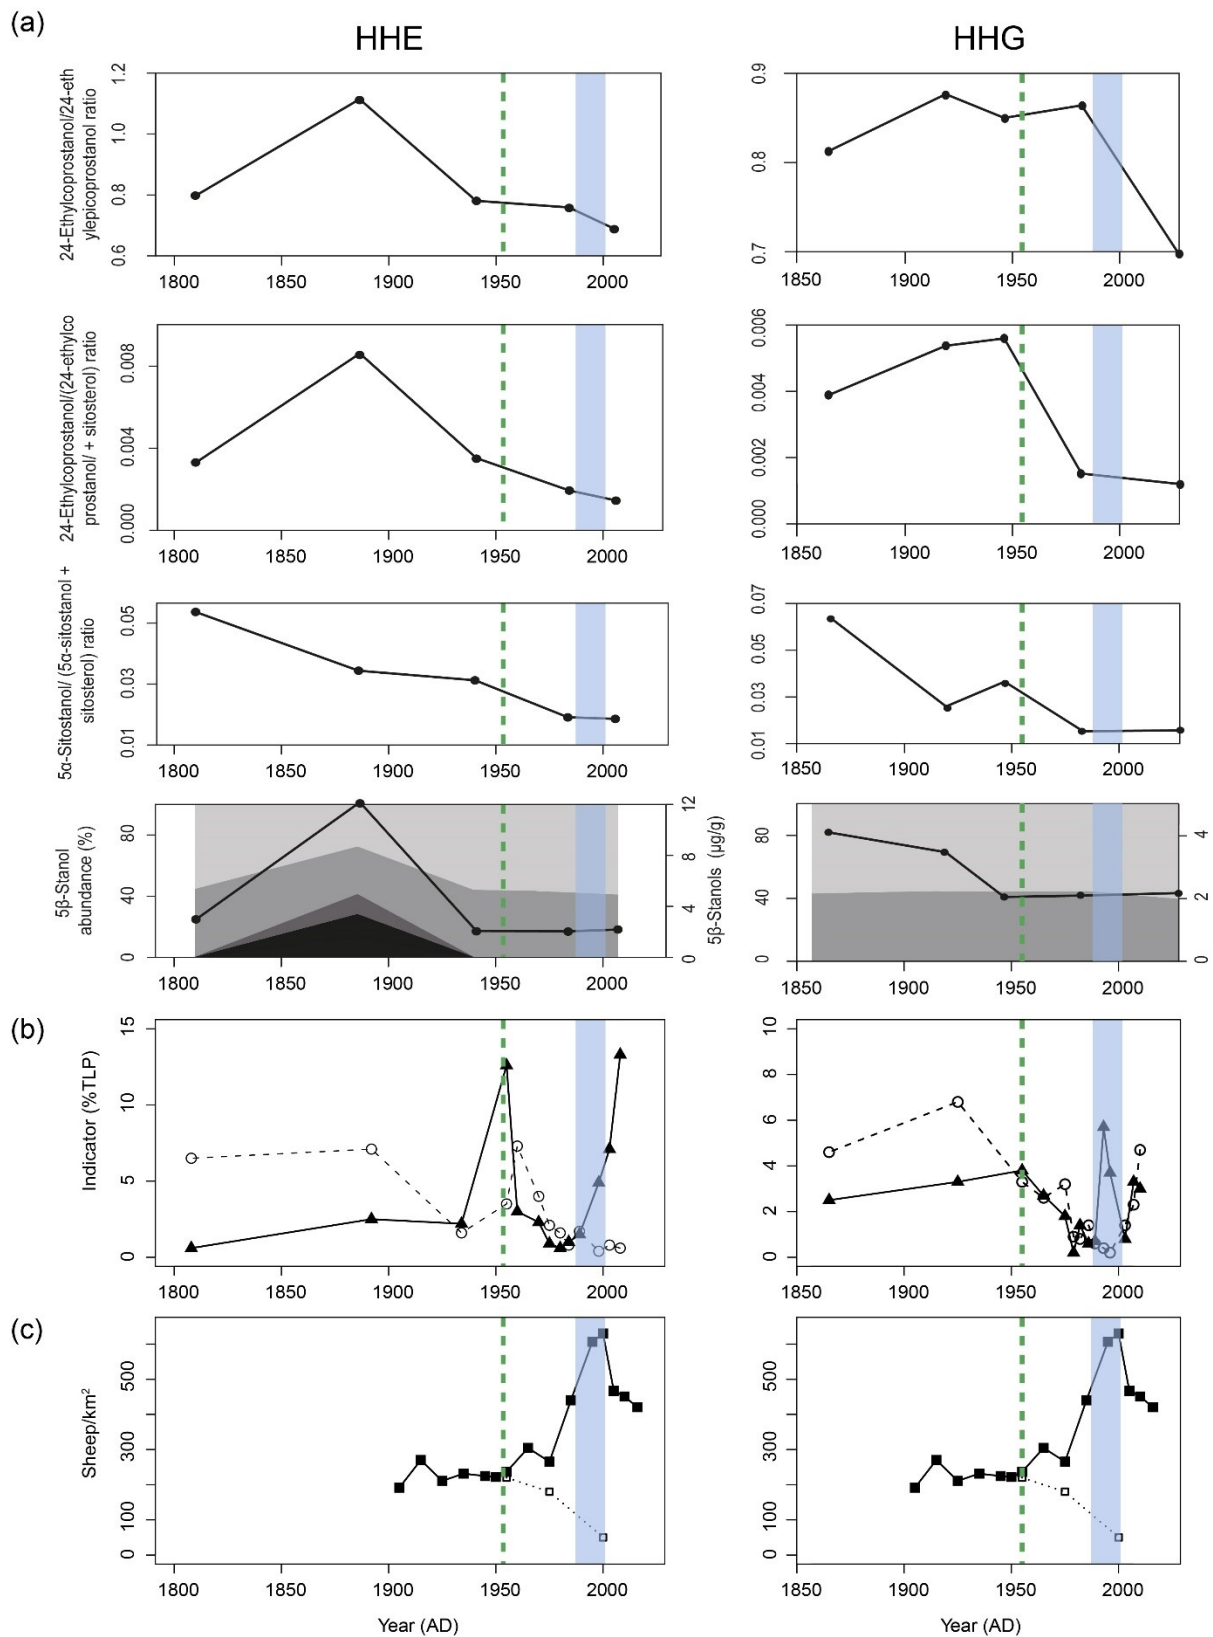 (a)
HHE
HHG
24-Ethylcoprostanol/24-eth
ylepicoprostanol ratio
0.6 0.8 1.0 1.2
1800 1850 1900 1950 2000
0.7 0.8 0.9
1850 1900 1950 2000
24-Ethylcoprostanol/(24-ethylco
prostanol/ + sitosterol) ratio
0.000 0.004 0.008
1800 1850 1900 1950 2000
0.000 0.002 0.004 0.006
1850 1900 1950 2000
5α-Sitostanol/ (5α-sitostanol +
sitosterol) ratio
0.01 0.03 0.05
1800 1850 1900 1950 2000
0.01 0.03 0.05 0.07
1850 1900 1950 2000
5β-Stanol
abundance (%)
0 40 80
1800 1850 1900 1950 2000
0 4 8 12
5β-Stanols (μg/g)
0 40 80
1850 1900 1950 2000
0 2 4
(b)
Indicator (%TLP)
0 5 10 15
1800 1850 1900 1950 2000
0 2 4 6 8 10
1850 1900 1950 2000
(c)
Sheep/km²
0 100 300 500
1800 1850 1900 1950 2000
Year (AD)
0 100 300 500
1850 1900 1950 2000
Year (AD)